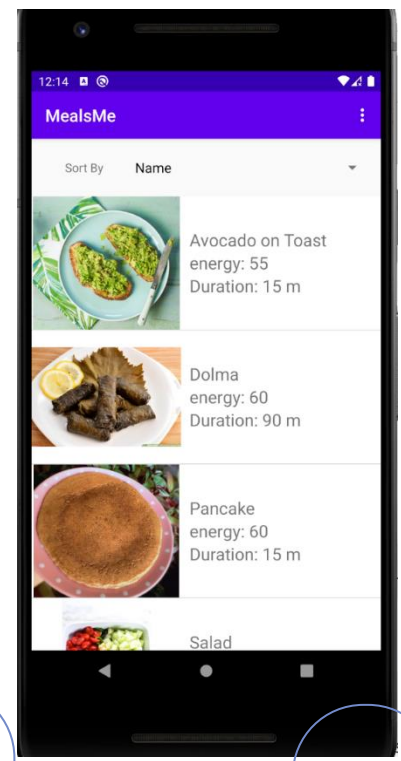 12:14
MealsMe
Sort By Name
Avocado on Toast
energy: 55
Duration: 15 m
Dolma
energy: 60
Duration: 90 m
Pancake
energy: 60
Duration: 15 m
Salad